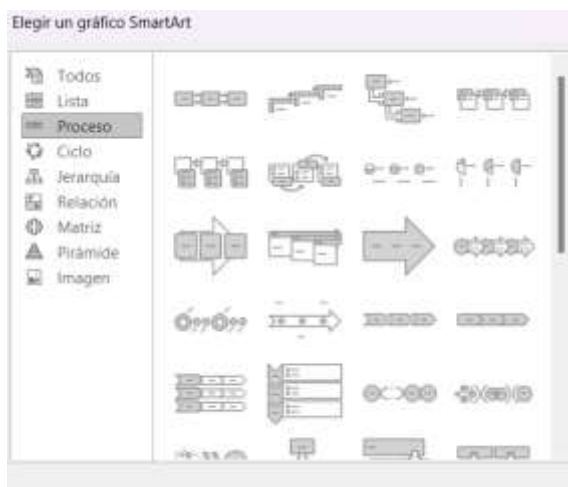 Elegir un gráfico SmartArt
Todos
Lista
Proceso
Ciclo
Jerarquía
Relación
Matriz
Pirámide
Imagen